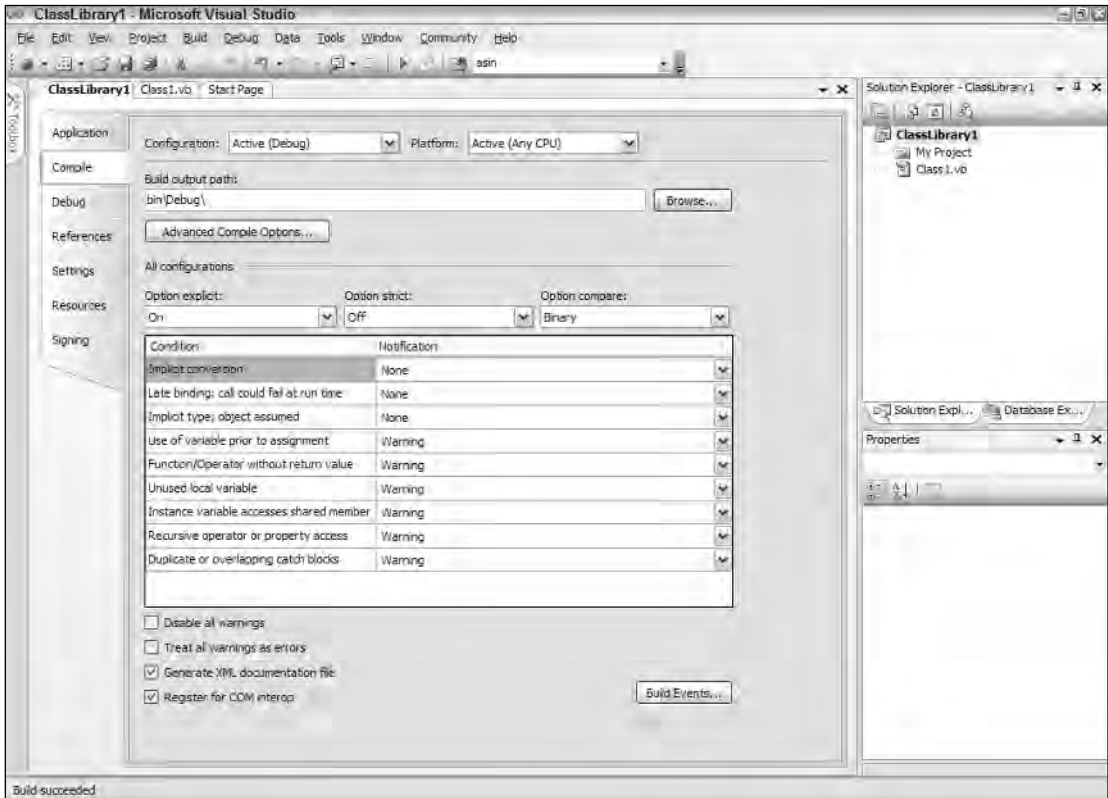 ClassLibrary1 - Microsoft Visual Studio
File Edit View Project Build Debug Data Tools Window Community Help
asin
Toolbox
ClassLibrary1 Class1.vb Start Page
Application
Compile
Debug
References
Settings
Resources
Signing
Configuration: Active (Debug) Platform: Active (Any CPU)
Build output path:
bin\Debug\ Browse...
Advanced Compile Options...
All configurations
Option explicit: Option strict: Option compare:
On Off Binary
Condition Notification
Implicit conversion None
Late binding; call could fail at run time None
Implicit type; object assumed None
Use of variable prior to assignment Warning
Function/Operator without return value Warning
Unused local variable Warning
Instance variable accesses shared member Warning
Recursive operator or property access Warning
Duplicate or overlapping catch blocks Warning
Disable all warnings
Treat all warnings as errors
Generate XML documentation file
Register for COM interop
Build Events...
Solution Explorer - ClassLibrary1
ClassLibrary1
My Project
Class1.vb
Solution Expl... Database Ex...
Properties
Build succeeded